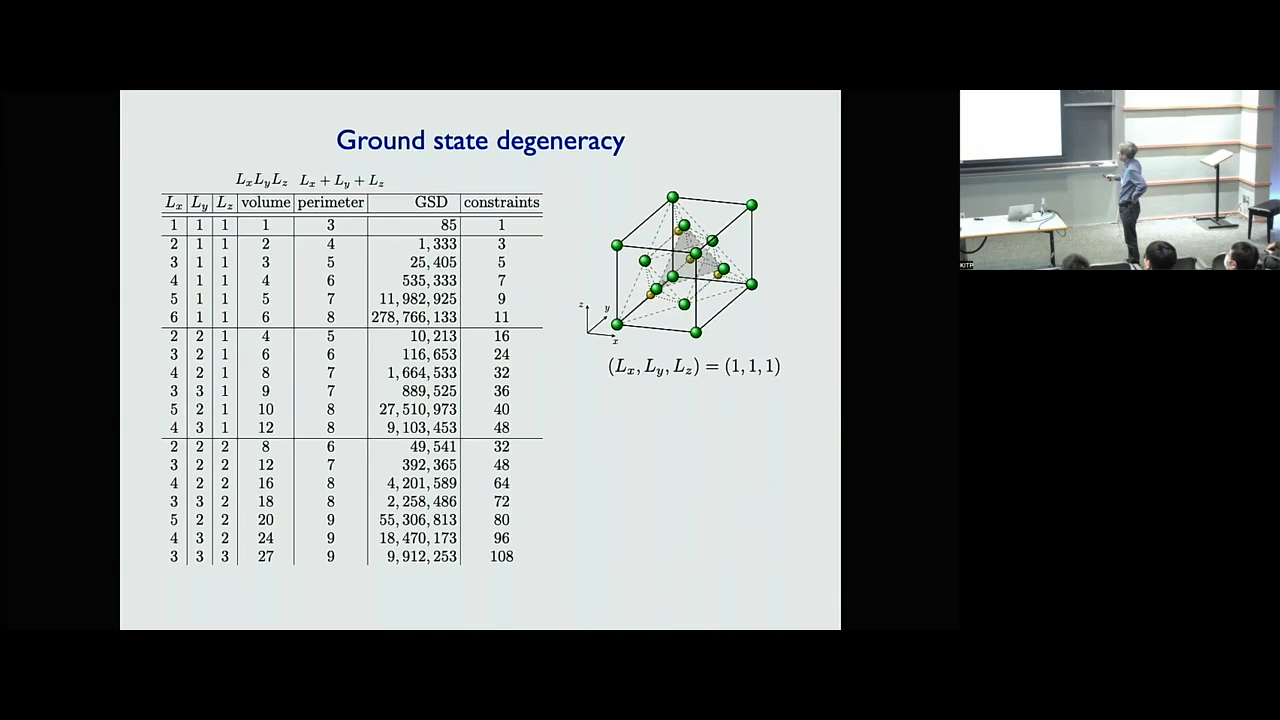 Ground state degeneracy
LxLyLz Lx + Ly + Lz
Lx Ly Lz volume perimeter GSD constraints
1 1 1 1 3 85 1
2 1 1 2 4 1,333 3
3 1 1 3 5 25,405 5
4 1 1 4 6 535,333 7
5 1 1 5 7 11,982,925 9
6 1 1 6 8 278,766,133 11
2 2 1 4 5 10,213 16
3 2 1 6 6 116,653 24
4 2 1 8 7 1,664,533 32
3 3 1 9 7 889,525 36
5 2 1 10 8 27,510,973 40
4 3 1 12 8 9,103,453 48
2 2 2 8 6 49,541 32
3 2 2 12 7 392,365 48
4 2 2 16 8 4,201,589 64
3 3 2 18 8 2,258,486 72
5 2 2 20 9 55,306,813 80
4 3 2 24 9 18,470,173 96
3 3 3 27 9 9,912,253 108
z
y
x
(Lx, Ly, Lz) = (1, 1, 1)
KITP